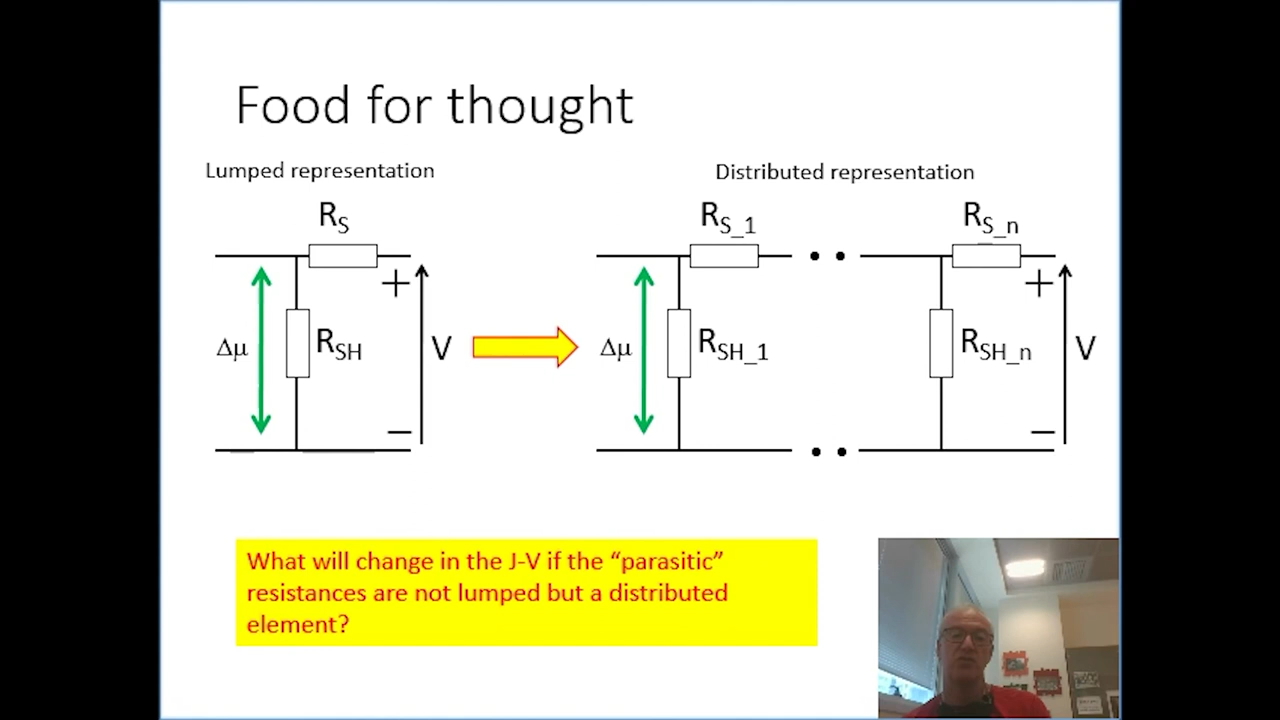 Food for thought
Lumped representation
Distributed representation
R_S
R_S_1
R_S_n
+
+
Δμ
R_SH
V
Δμ
R_SH_1
R_SH_n
V
−
−
What will change in the J-V if the “parasitic”
resistances are not lumped but a distributed
element?